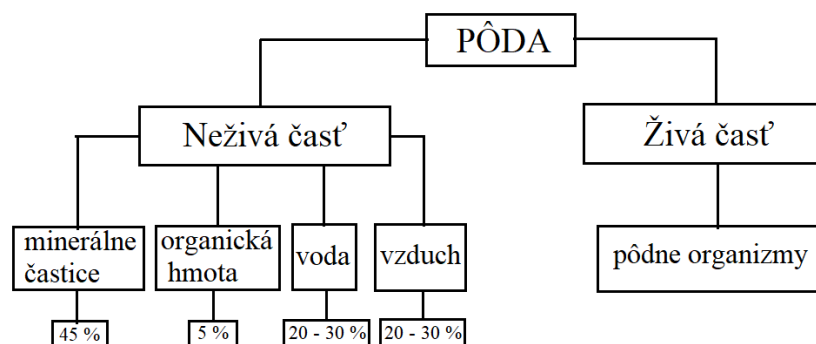 PÔDA
Neživá časť
Živá časť
minerálne
častice
organická
hmota
voda
vzduch
pôdne organizmy
45 %
5 %
20 - 30 %
20 - 30 %